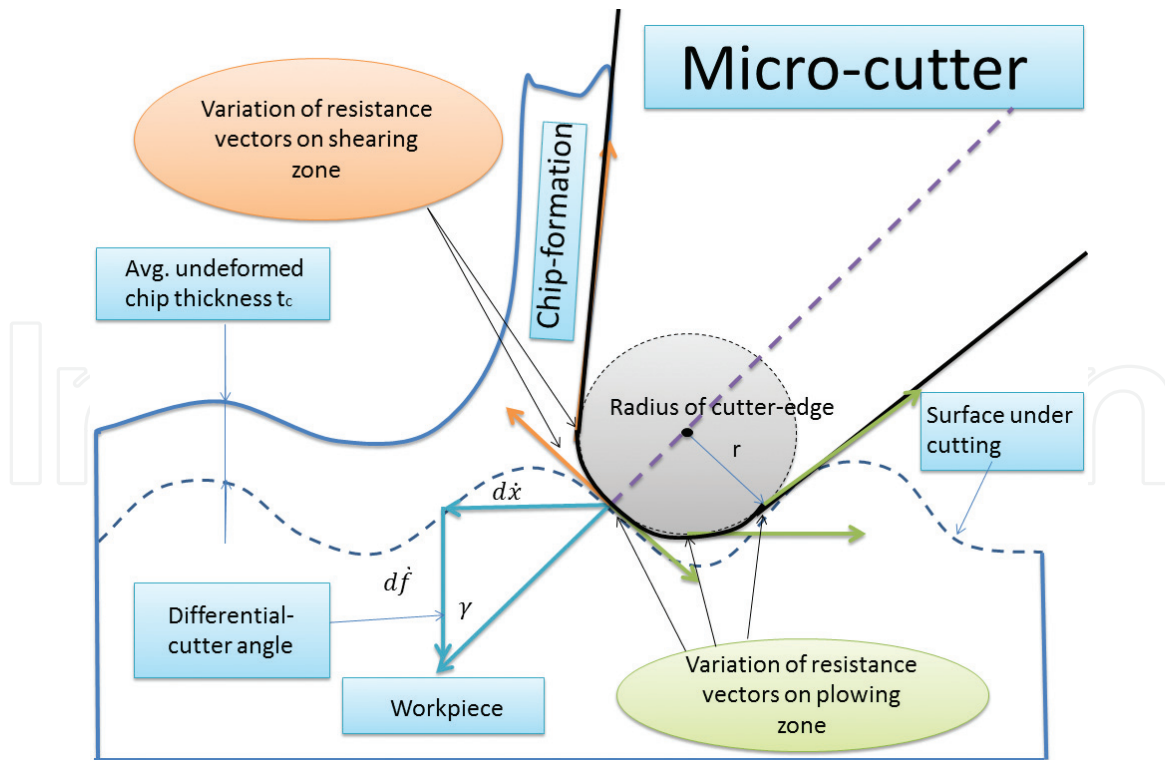 Micro-cutter
Variation of resistance
vectors on shearing
zone
Chip-formation
Avg. undeformed
chip thickness tc
Radius of cutter-edge
r
Surface under
cutting
dẋ
dḟ
γ
Differential-
cutter angle
Workpiece
Variation of resistance
vectors on plowing
zone